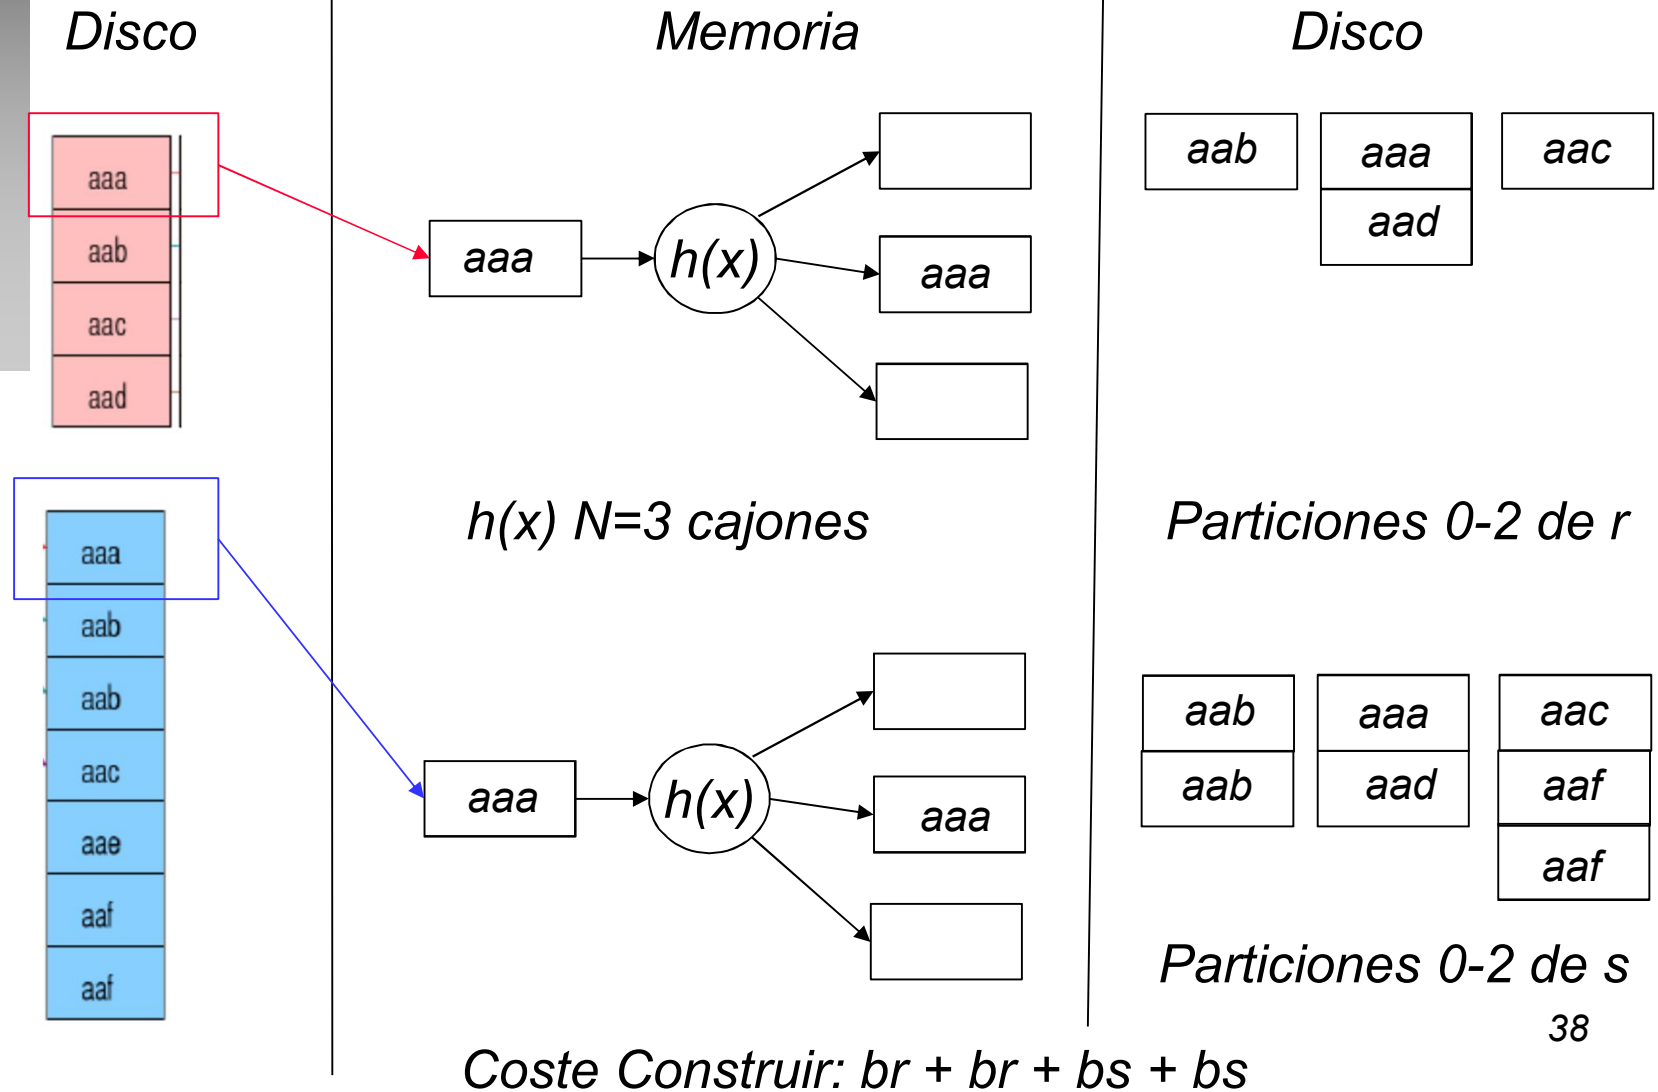 Disco
Memoria
Disco
aaa
aab
aac
aad
aaa
h(x)
aaa
aab
aaa
aac
aad
h(x) N=3 cajones
Particiones 0-2 de r
aaa
aab
aab
aac
aae
aaf
aaf
aaa
h(x)
aaa
aab
aaa
aac
aab
aad
aaf
aaf
Particiones 0-2 de s
38
Coste Construir: br + br + bs + bs